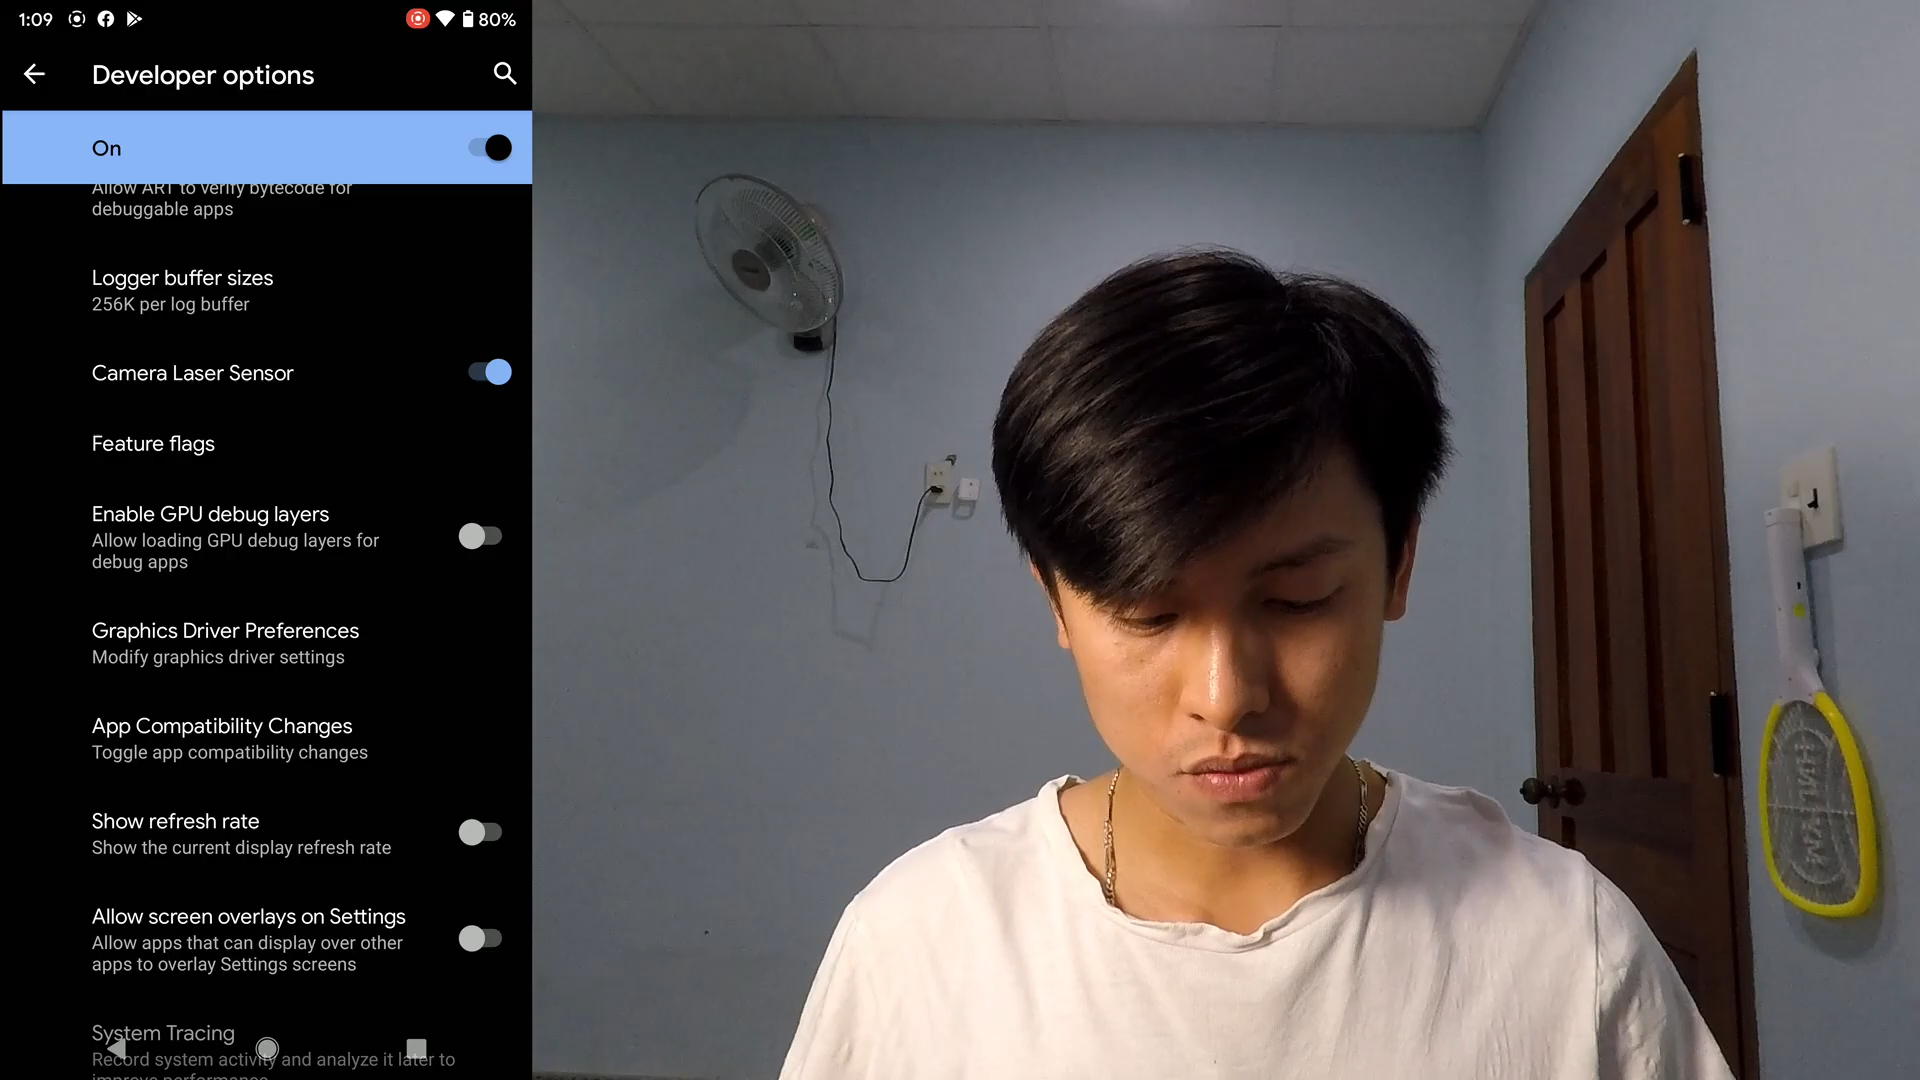 1:09 80%
Developer options
On
Allow ART to verify bytecode for
debuggable apps
Logger buffer sizes
256K per log buffer
Camera Laser Sensor
Feature flags
Enable GPU debug layers
Allow loading GPU debug layers for
debug apps
Graphics Driver Preferences
Modify graphics driver settings
App Compatibility Changes
Toggle app compatibility changes
Show refresh rate
Show the current display refresh rate
Allow screen overlays on Settings
Allow apps that can display over other
apps to overlay Settings screens
System Tracing
Record system activity and analyze it later to
improve performance